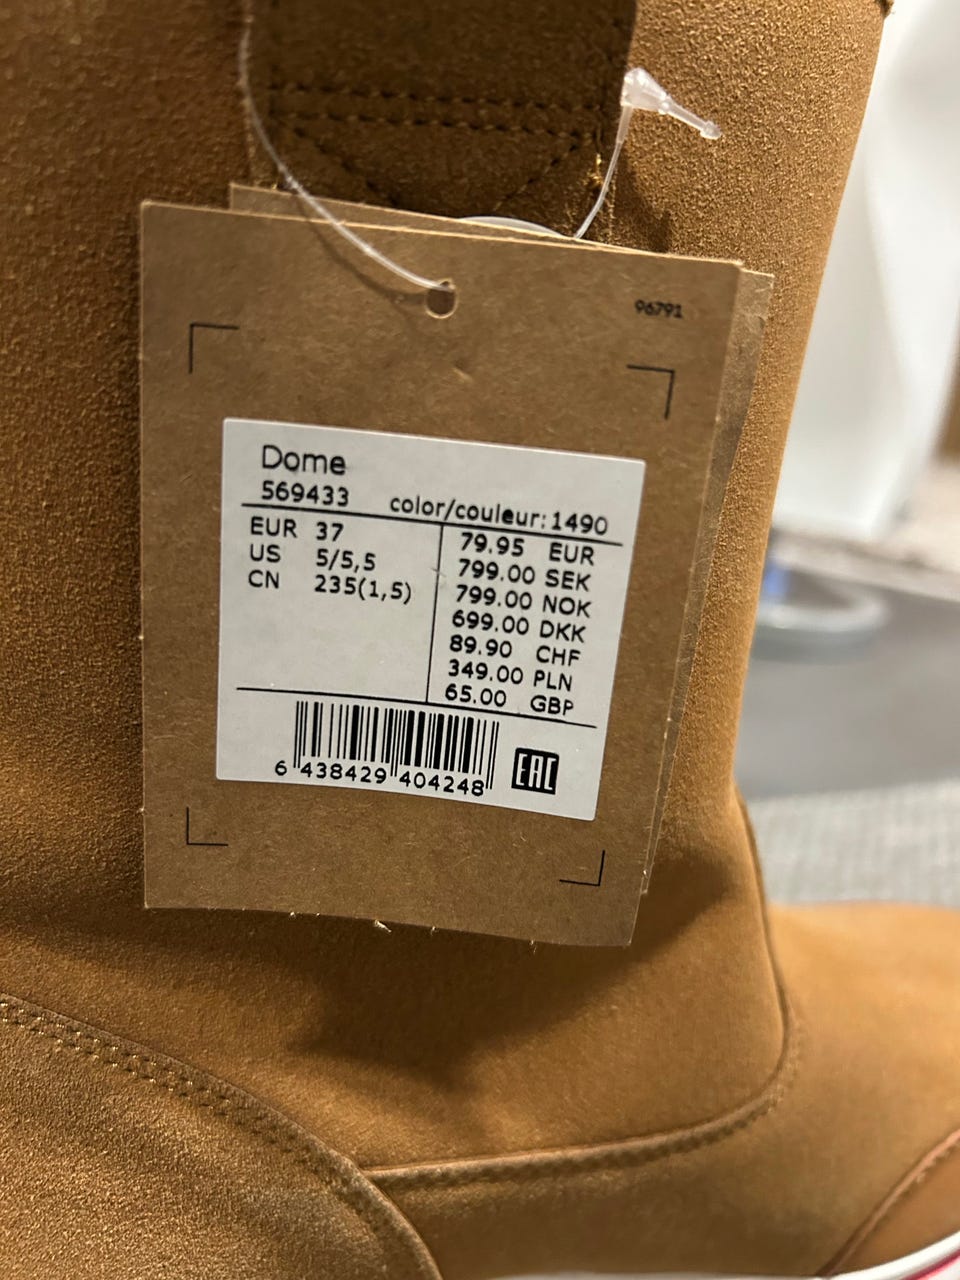 96791
Dome
569433 color/couleur:1490
EUR 37
US 5/5,5
CN 235(1,5)
79.95 EUR
799.00 SEK
799.00 NOK
699.00 DKK
89.90 CHF
349.00 PLN
65.00 GBP
6 438429 404248
EAC